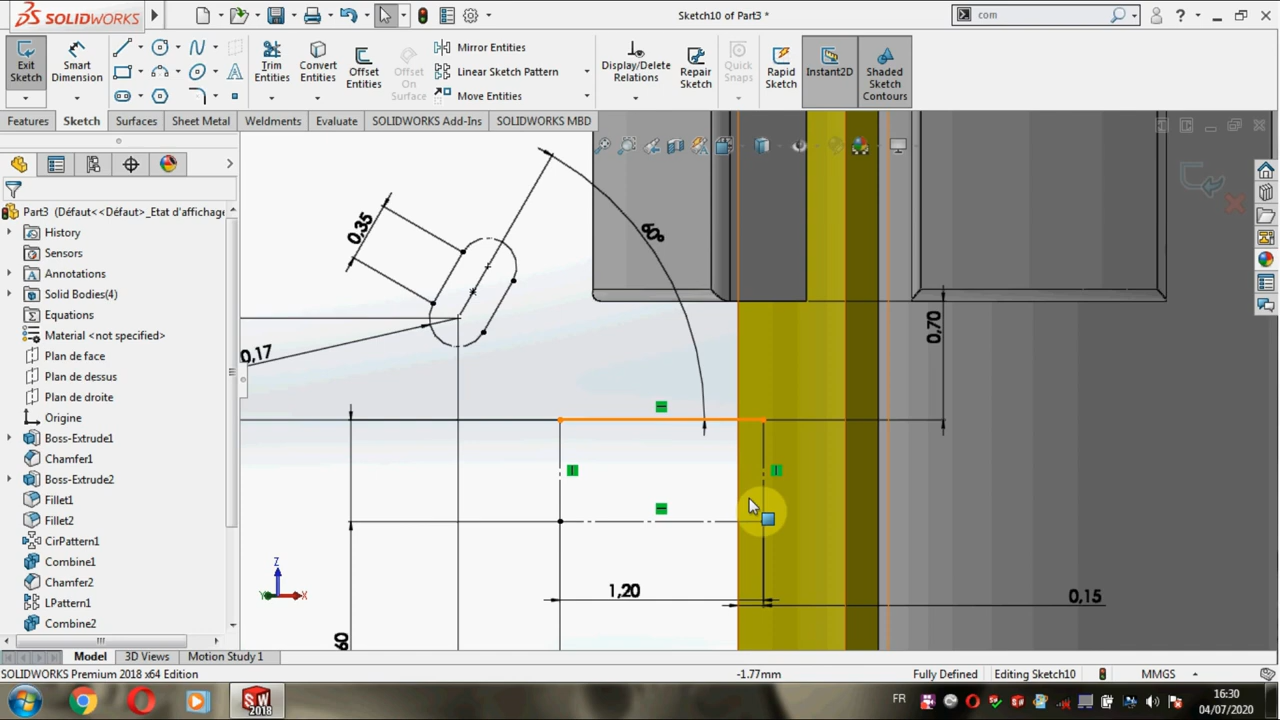 SOLIDWORKS
Sketch10 of Part3 *
com
Exit Sketch
Smart Dimension
Trim Entities
Convert Entities
Offset Entities
Offset On Surface
Mirror Entities
Linear Sketch Pattern
Move Entities
Display/Delete Relations
Repair Sketch
Quick Snaps
Rapid Sketch
Instant2D
Shaded Sketch Contours
Features Sketch Surfaces Sheet Metal Weldments Evaluate SOLIDWORKS Add-Ins SOLIDWORKS MBD
Part3 (Défaut<<Défaut>_Etat d'affichage
History
Sensors
Annotations
Solid Bodies(4)
Equations
Material <not specified>
Plan de face
Plan de dessus
Plan de droite
Origine
Boss-Extrude1
Chamfer1
Boss-Extrude2
Fillet1
Fillet2
CirPattern1
Combine1
Chamfer2
LPattern1
Combine2
0,35
60°
0,17
0,70
1,20
0,15
60
Z
Y
X
Model 3D Views Motion Study 1
SOLIDWORKS Premium 2018 x64 Edition
-1.77mm Fully Defined Editing Sketch10 MMGS
SW 2018
FR
16:30
04/07/2020